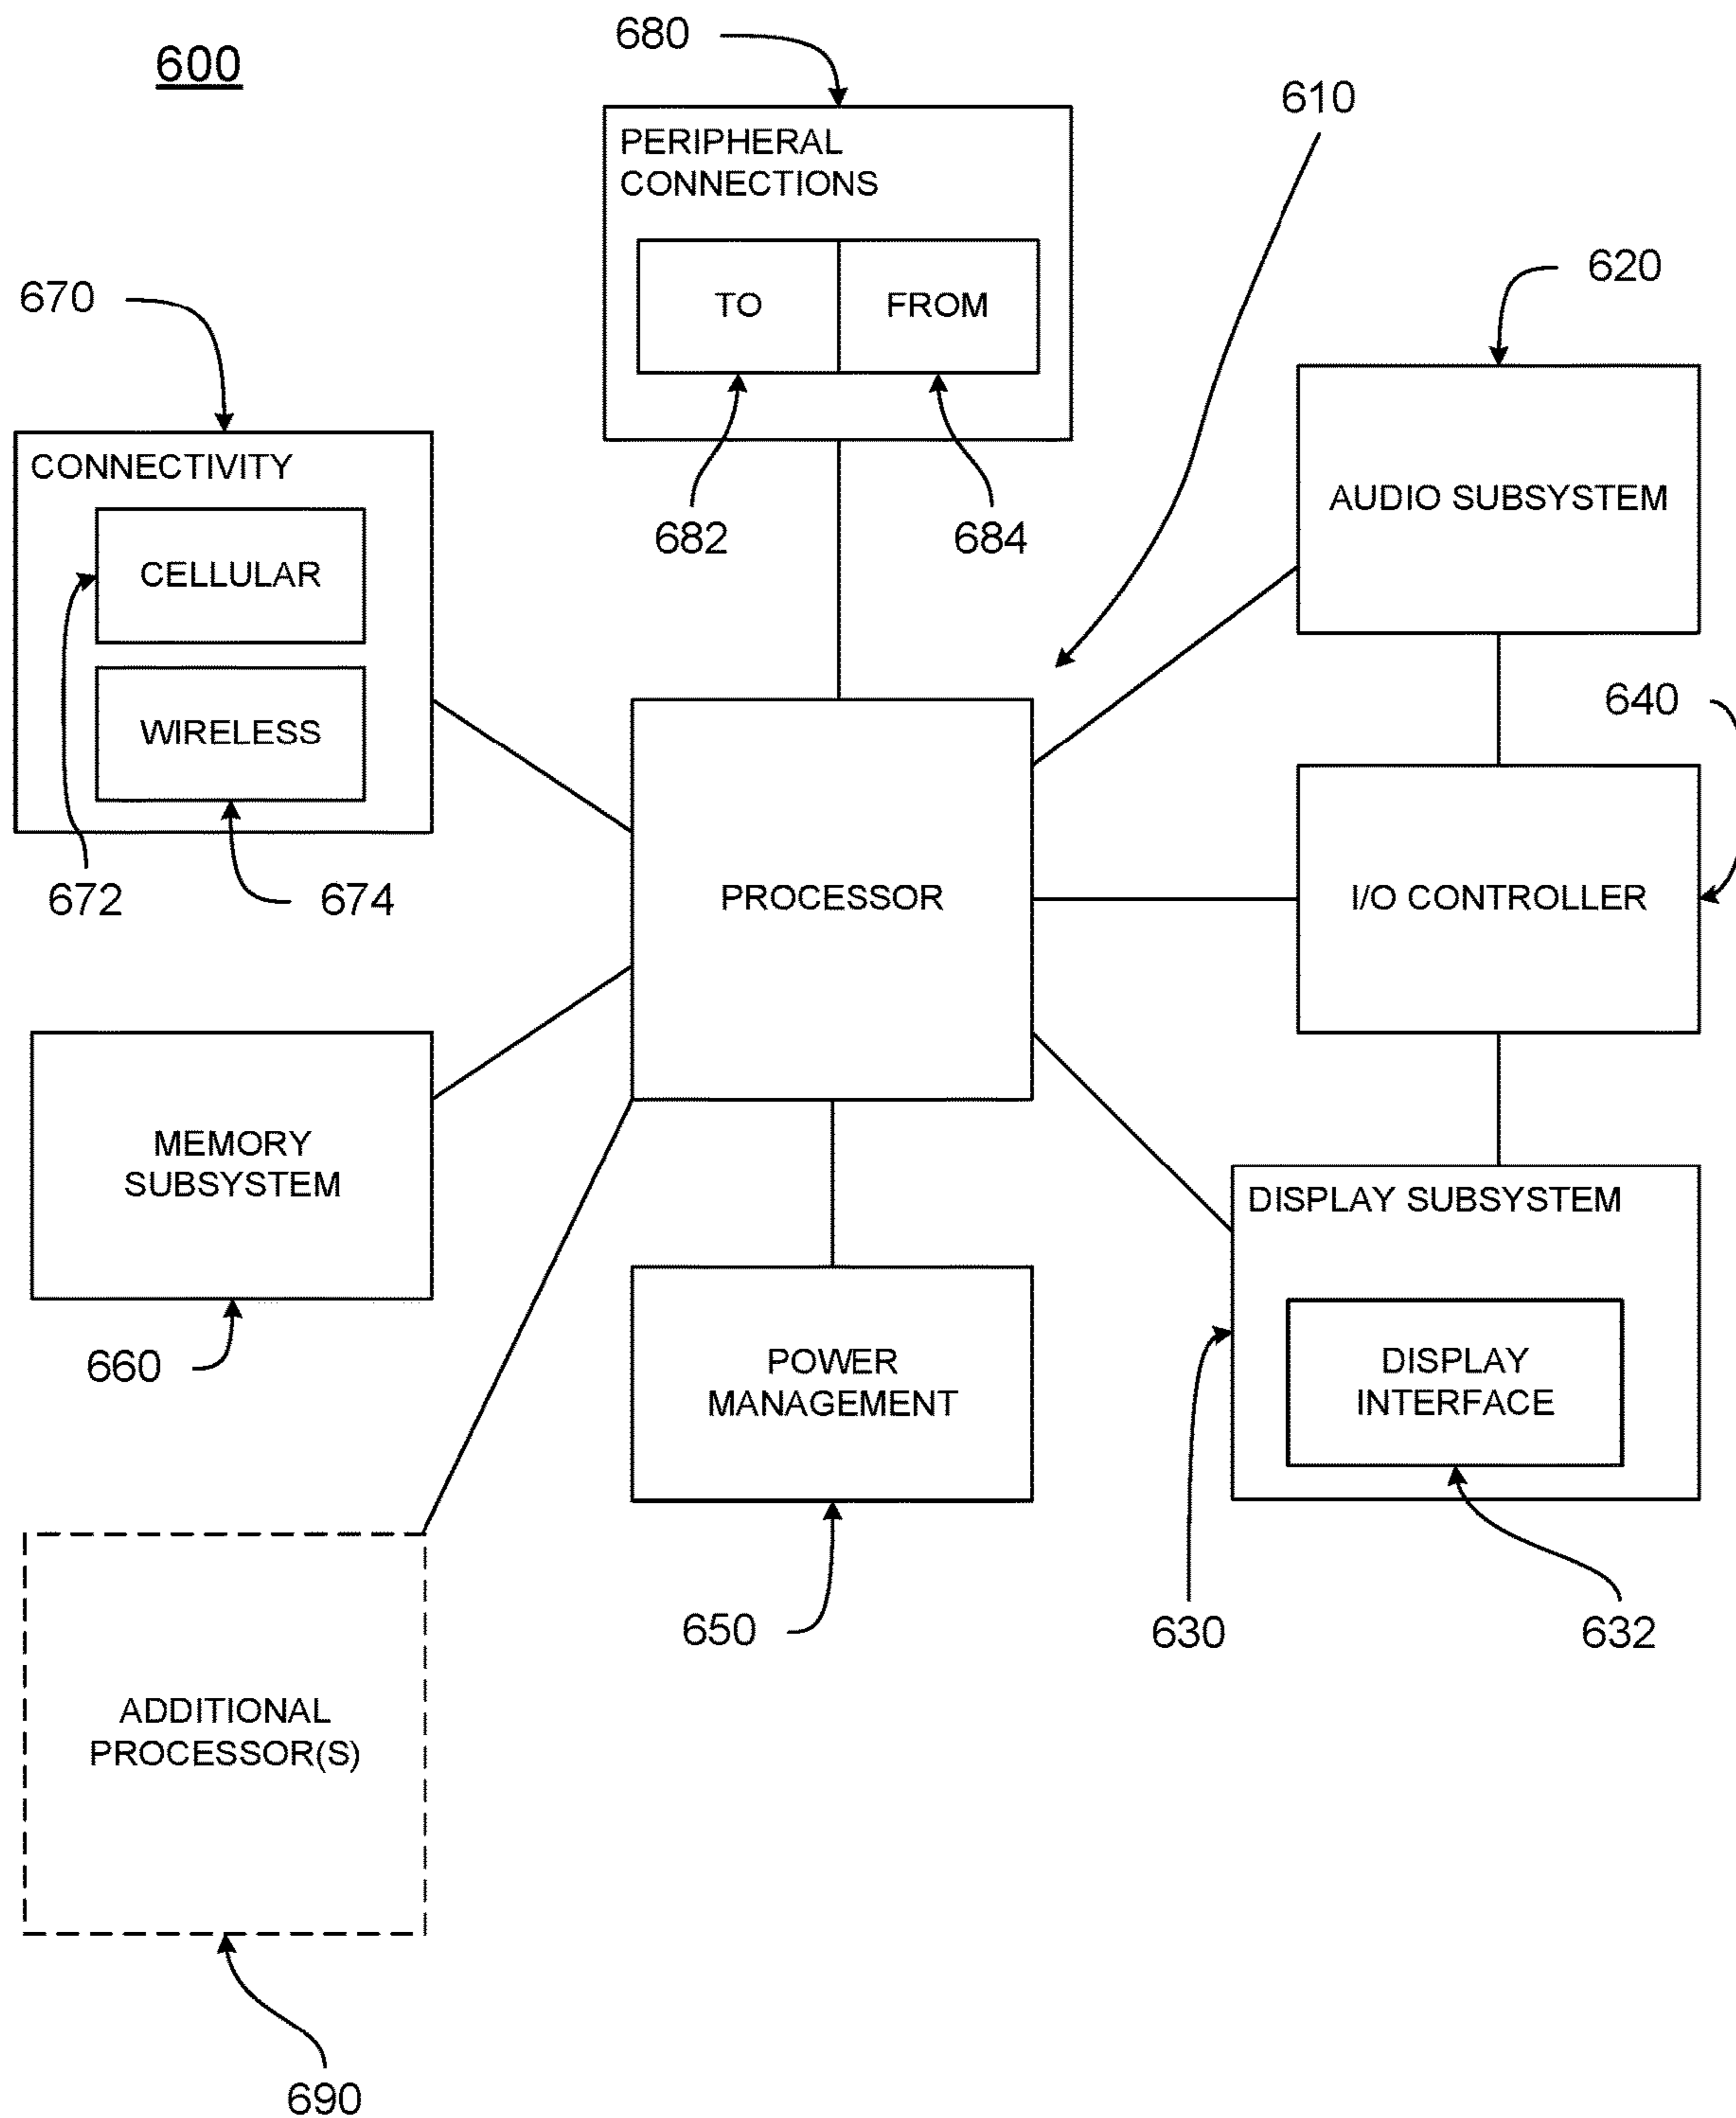 600
680
610
PERIPHERAL
CONNECTIONS
TO
FROM
682
684
670
CONNECTIVITY
CELLULAR
WIRELESS
672
674
620
AUDIO SUBSYSTEM
640
PROCESSOR
I/O CONTROLLER
MEMORY
SUBSYSTEM
660
POWER
MANAGEMENT
650
DISPLAY SUBSYSTEM
DISPLAY
INTERFACE
630
632
ADDITIONAL
PROCESSOR(S)
690